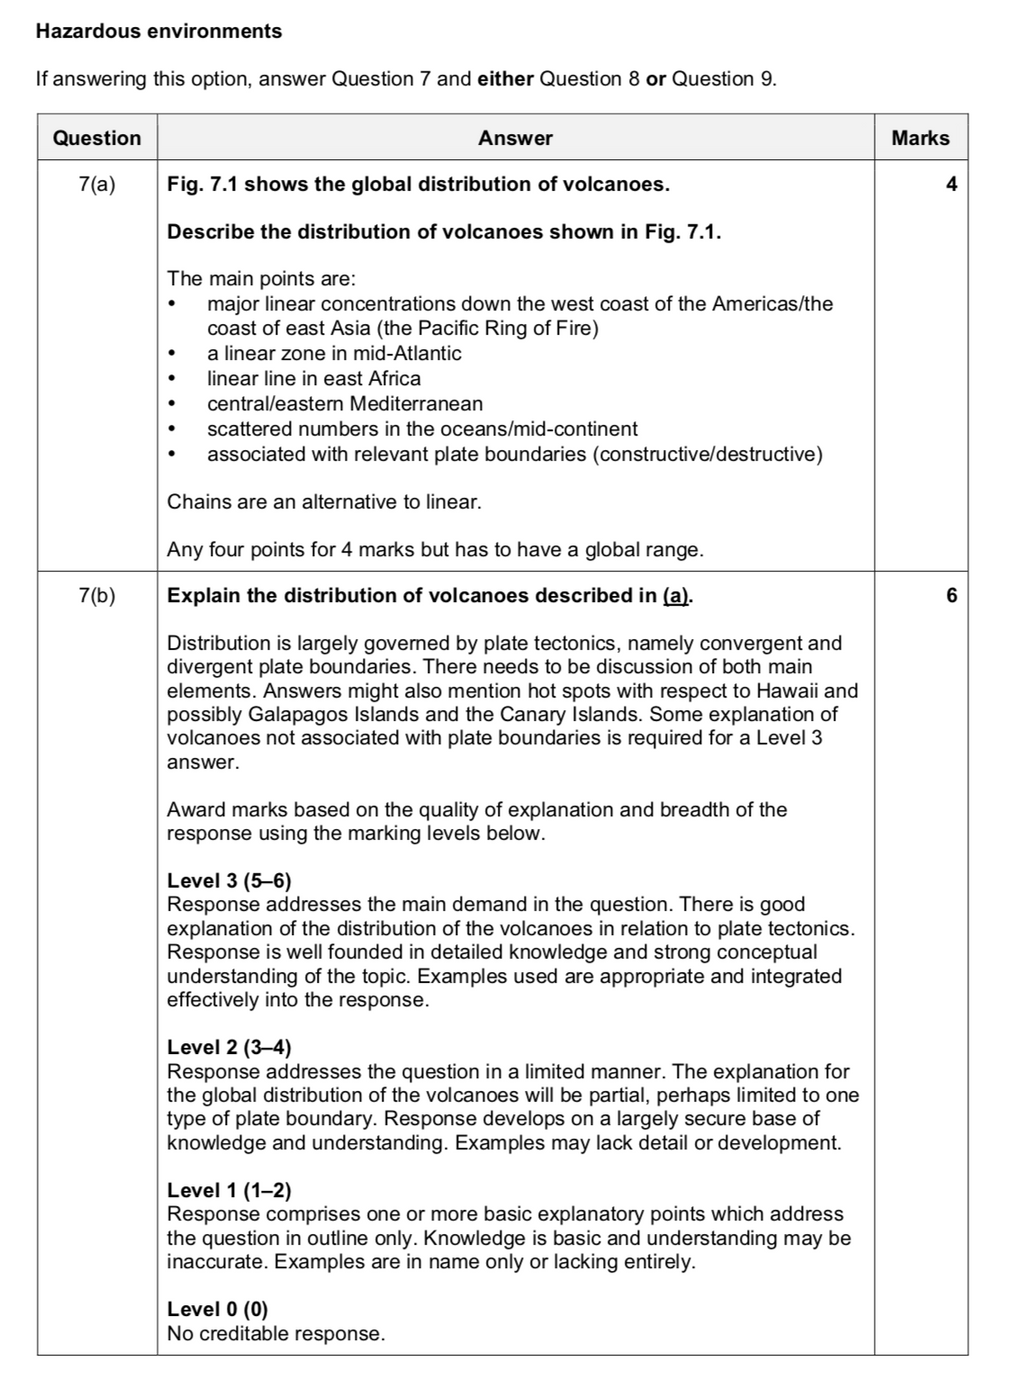 Hazardous environments
If answering this option, answer Question 7 and either Question 8 or Question 9.
Question Answer Marks
7(a) Fig. 7.1 shows the global distribution of volcanoes. 4
Describe the distribution of volcanoes shown in Fig. 7.1.
The main points are:
• major linear concentrations down the west coast of the Americas/the
coast of east Asia (the Pacific Ring of Fire)
• a linear zone in mid-Atlantic
• linear line in east Africa
• central/eastern Mediterranean
• scattered numbers in the oceans/mid-continent
• associated with relevant plate boundaries (constructive/destructive)
Chains are an alternative to linear.
Any four points for 4 marks but has to have a global range.
7(b) Explain the distribution of volcanoes described in (a). 6
Distribution is largely governed by plate tectonics, namely convergent and
divergent plate boundaries. There needs to be discussion of both main
elements. Answers might also mention hot spots with respect to Hawaii and
possibly Galapagos Islands and the Canary Islands. Some explanation of
volcanoes not associated with plate boundaries is required for a Level 3
answer.
Award marks based on the quality of explanation and breadth of the
response using the marking levels below.
Level 3 (5–6)
Response addresses the main demand in the question. There is good
explanation of the distribution of the volcanoes in relation to plate tectonics.
Response is well founded in detailed knowledge and strong conceptual
understanding of the topic. Examples used are appropriate and integrated
effectively into the response.
Level 2 (3–4)
Response addresses the question in a limited manner. The explanation for
the global distribution of the volcanoes will be partial, perhaps limited to one
type of plate boundary. Response develops on a largely secure base of
knowledge and understanding. Examples may lack detail or development.
Level 1 (1–2)
Response comprises one or more basic explanatory points which address
the question in outline only. Knowledge is basic and understanding may be
inaccurate. Examples are in name only or lacking entirely.
Level 0 (0)
No creditable response.